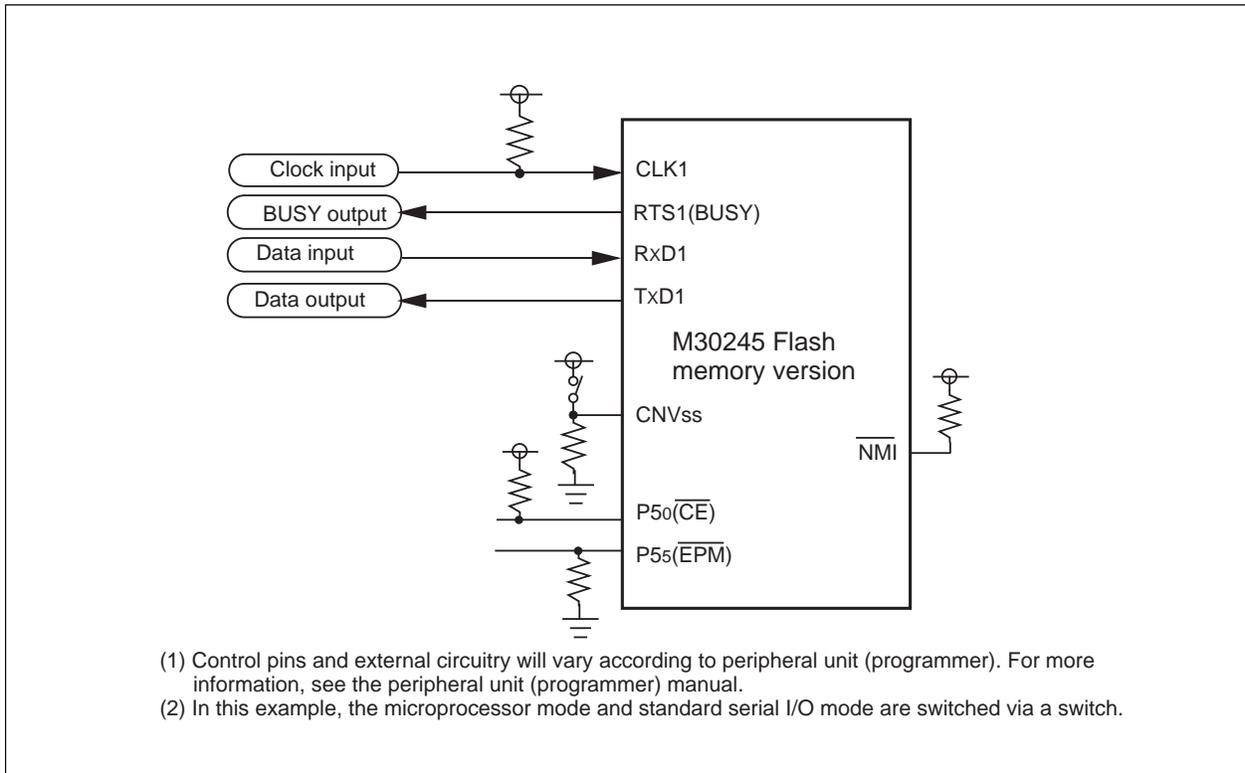 Clock input
CLK1
BUSY output
RTS1(BUSY)
Data input
RxD1
Data output
TxD1
M30245 Flash
memory version
CNVss
NMI
P50(CE)
P55(EPM)
(1) Control pins and external circuitry will vary according to peripheral unit (programmer). For more
information, see the peripheral unit (programmer) manual.
(2) In this example, the microprocessor mode and standard serial I/O mode are switched via a switch.